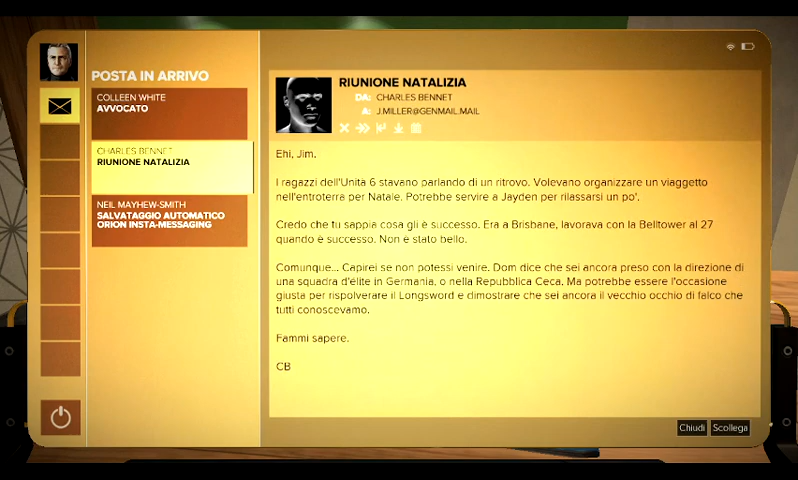 POSTA IN ARRIVO
COLLEEN WHITE
AVVOCATO
CHARLES BENNET
RIUNIONE NATALIZIA
NEIL MAYHEW-SMITH
SALVATAGGIO AUTOMATICO
ORION INSTA-MESSAGING
RIUNIONE NATALIZIA
DA: CHARLES BENNET
A: J.MILLER@GENMAIL.MAIL
Ehi, Jim.
I ragazzi dell'Unità 6 stavano parlando di un ritrovo. Volevano organizzare un viaggetto
nell'entroterra per Natale. Potrebbe servire a Jayden per rilassarsi un po'.
Credo che tu sappia cosa gli è successo. Era a Brisbane, lavorava con la Belltower al 27
quando è successo. Non è stato bello.
Comunque... Capirei se non potessi venire. Dom dice che sei ancora preso con la direzione di
una squadra d'élite in Germania, o nella Repubblica Ceca. Ma potrebbe essere l'occasione
giusta per rispolverare il Longsword e dimostrare che sei ancora il vecchio occhio di falco che
tutti conoscevamo.
Fammi sapere.
CB
Chiudi Scollega